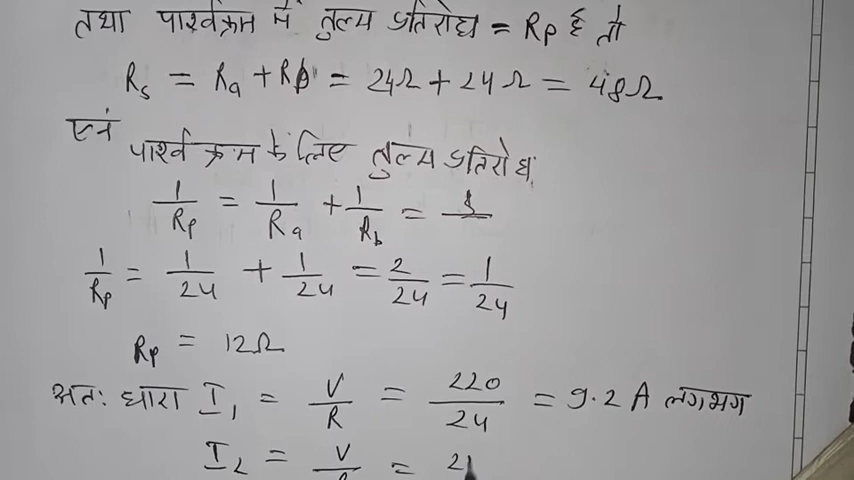 तथा पार्श्वक्रम में तुल्य प्रतिरोध = Rp है तो
Rs = Ra + Rb = 24Ω + 24Ω = 48Ω
एवं
पार्श्व क्रम के लिए तुल्य प्रतिरोध
1/Rp = 1/Ra + 1/Rb =
1/Rp = 1/24 + 1/24 = 2/24 = 1/24
Rp = 12Ω
अतः धारा I1 = V/R = 220/24 = 9.2 A लगभग
I2 = V/ = 2